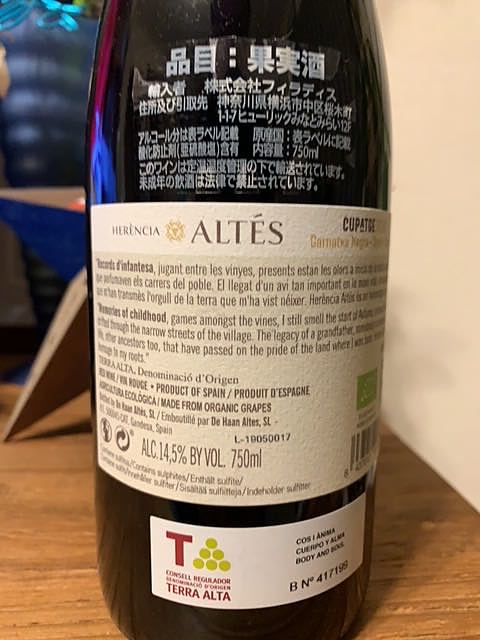 品目：果実酒
輸入者 株式会社フィラディス
住所及び引取先 神奈川県横浜市中区桜木町
1-1-7ヒューリックみなとみらい12F
アルコール分は表ラベルに記載 原産国：表ラベルに記載
酸化防止剤(亜硫酸塩)含有 内容量：750ml
このワインは定温温度管理の下で輸送されています。
未成年の飲酒は法律で禁止されています。
HERÈNCIA ALTÉS
CUPATGE
Garnatxa Negra
"Records d'infantesa, jugant entre les vinyes, presents estan les olors a
que perfumaven els carrers del poble. El llegat d'un avi tan important en
que m'han transmès l'orgull de la terra que m'ha vist néixer. Herència Altés és
"Memories of childhood, games amongst the vines, I still smell the start of Autumn,
drifted through the narrow streets of the village. The legacy of a grandfather,
other ancestors too, that have passed on the pride of the land where I was born.
to my roots."
TERRA ALTA. Denominació d'Origen
RED WINE / VIN ROUGE • PRODUCT OF SPAIN / PRODUIT D'ESPAGNE
AGRICULTURA ECOLÒGICA / MADE FROM ORGANIC GRAPES
Bottled by De Haan Altés, SL / Embouteillé par De Haan Altes, SL -
Gandesa, Spain
L-19050017
ALC.14,5% BY VOL. 750ml
Contains sulphites/Enthält sulfite/
T
CONSELL REGULADOR
DENOMINACIÓ D'ORIGEN
TERRA ALTA
COS I ÀNIMA
CUERPO Y ALMA
BODY AND SOUL
B Nº 417199